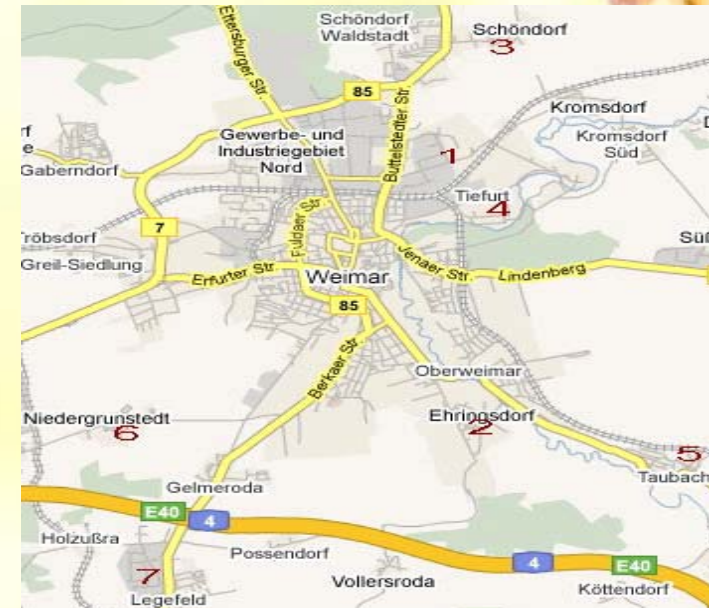 Schöndorf
Waldstadt
Schöndorf
3
Ettersburger Str.
85
Kromsdorf
Kromsdorf
Süd
Gewerbe- und
Industriegebiet
Nord
Buttelstedter Str
1
Gaberndorf
Tiefurt
4
7
Fuldaer Str.
Tröbsdorf
Greil-Siedlung
Erfurter Str.
Weimar
Jenaer Str.
Lindenberg
Süß
85
Berkaer Str.
Oberweimar
Niedergrunstedt
6
Ehringsdorf
2
5
Taubach
Gelmeroda
E40
4
Holzußra
Possendorf
4
E40
7
Vollersroda
Köttendorf
Legefeld